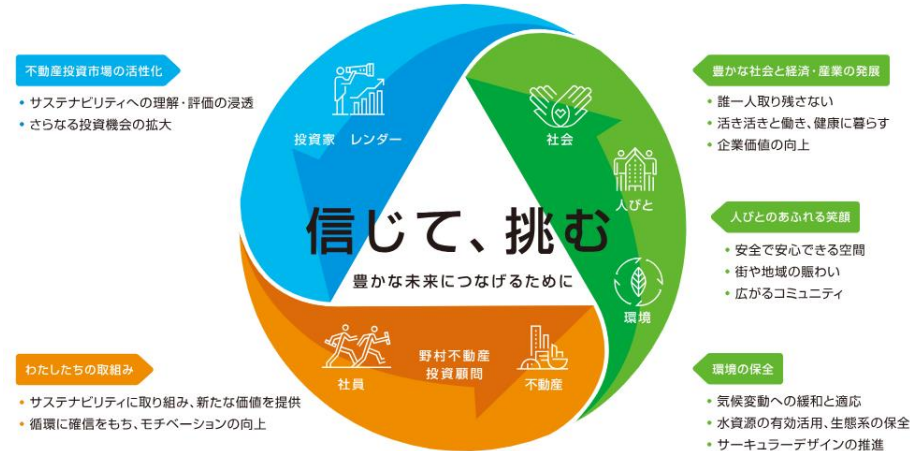 不動産投資市場の活性化
• サステナビリティへの理解・評価の浸透
• さらなる投資機会の拡大
投資家 レンダー
社会
人びと
環境
豊かな社会と経済・産業の発展
• 誰一人取り残さない
• 活き活きと働き、健康に暮らす
• 企業価値の向上
人びとのあふれる笑顔
• 安全で安心できる空間
• 街や地域の賑わい
• 広がるコミュニティ
信じて、挑む
豊かな未来につなげるために
わたしたちの取組み
• サステナビリティに取り組み、新たな価値を提供
• 循環に確信をもち、モチベーションの向上
社員
野村不動産
投資顧問
不動産
環境の保全
• 気候変動への緩和と適応
• 水資源の有効活用、生態系の保全
• サーキュラーデザインの推進